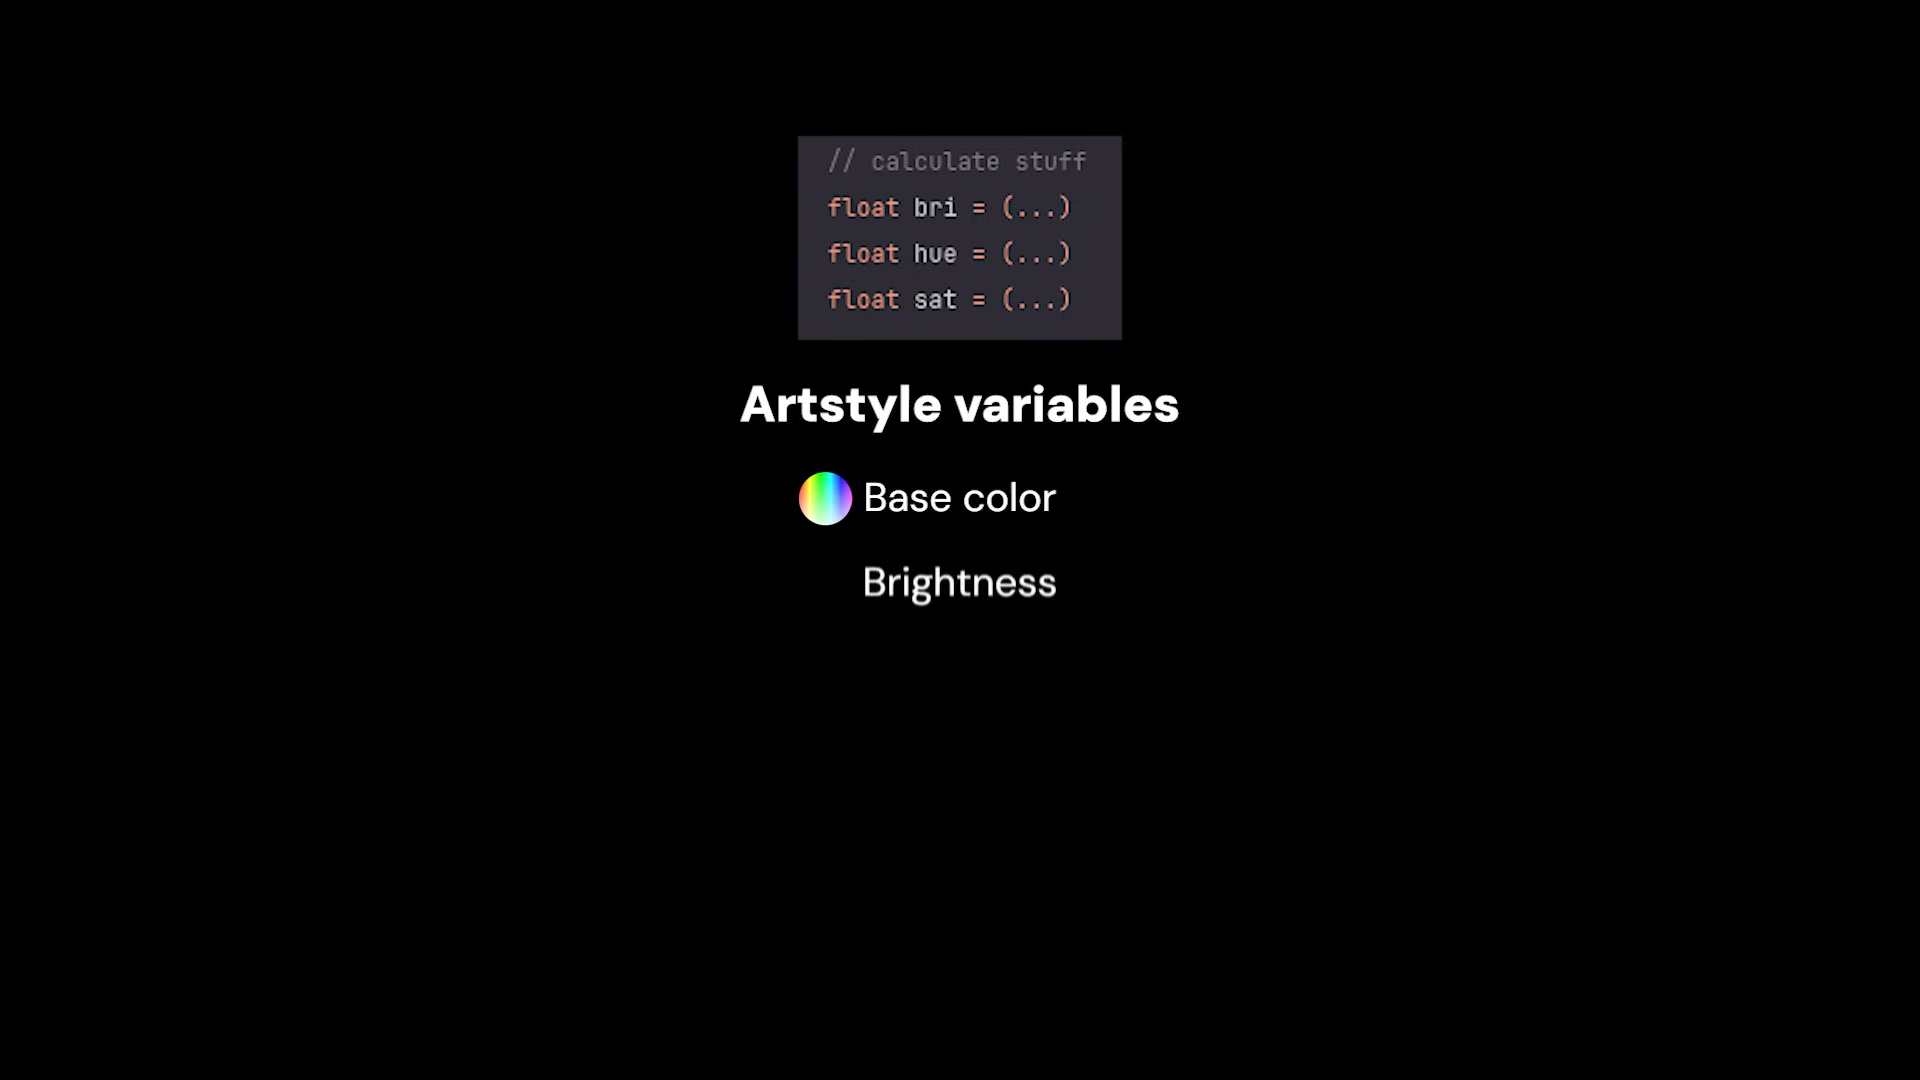 // calculate stuff
float bri = (...)
float hue = (...)
float sat = (...)
Artstyle variables
Base color
Brightness